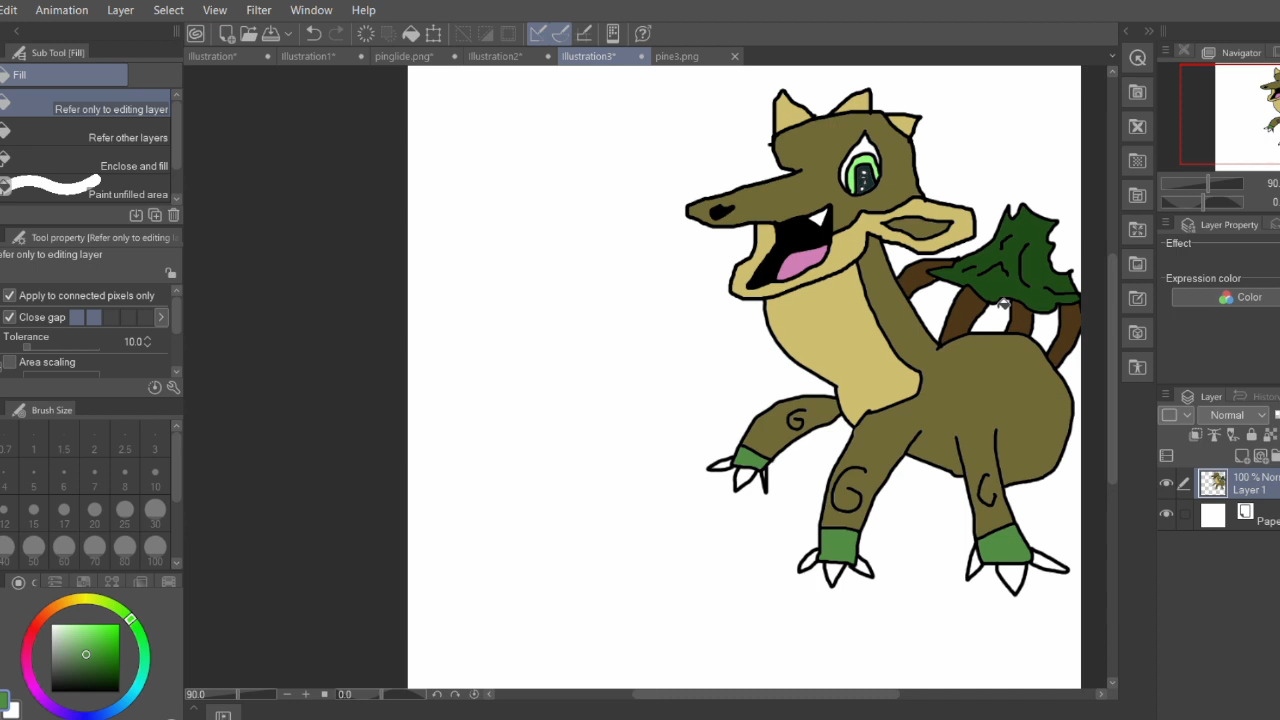 Edit Animation Layer Select View Filter Window Help
Sub Tool [Fill]
Illustration* Illustration1* pinglide.png* Illustration2* Illustration3* pine3.png
Navigator
Fill
Refer only to editing layer
Refer other layers
Enclose and fill
Paint unfilled area
90.
Tool property [Refer only to editing
Layer Property
efer only to editing layer
Effect
Expression color
Color
Apply to connected pixels only
Close gap
Tolerance
10.0
Area scaling
Brush Size
Layer History
0.7 1 1.5 2 2.5 3
Normal
4 5 6 7 8 10
12 15 17 20 25 30
40 50 60 70 80 100
100 % Nor
Layer 1
Pape
G
G
G
90.0 0.0